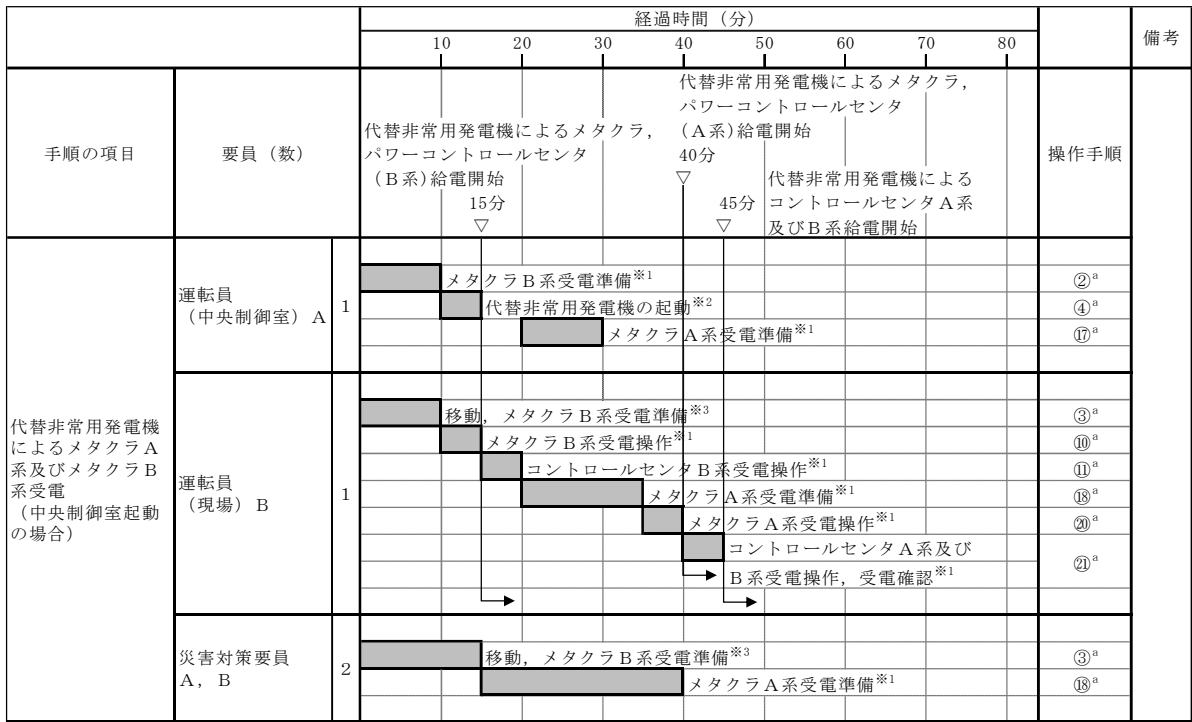 経過時間（分）
備考
10 20 30 40 50 60 70 80
手順の項目
要員（数）
操作手順
代替非常用発電機によるメタクラ，
パワーコントロールセンタ
（Ｂ系）給電開始
15分
▽
代替非常用発電機によるメタクラ，
パワーコントロールセンタ
（Ａ系）給電開始
40分
▽
代替非常用発電機による
コントロールセンタＡ系
及びＢ系給電開始
45分
▽
代替非常用発電機
によるメタクラＡ
系及びメタクラＢ
系受電
（中央制御室起動
の場合）
運転員
（中央制御室）Ａ
1
メタクラＢ系受電準備※1
②a
代替非常用発電機の起動※2
④a
メタクラＡ系受電準備※1
⑰a
運転員
（現場）Ｂ
1
移動，メタクラＢ系受電準備※3
③a
メタクラＢ系受電操作※1
⑩a
コントロールセンタＢ系受電操作※1
⑪a
メタクラＡ系受電準備※1
⑱a
メタクラＡ系受電操作※1
⑳a
コントロールセンタＡ系及び
Ｂ系受電操作，受電確認※1
㉑a
災害対策要員
Ａ，Ｂ
2
移動，メタクラＢ系受電準備※3
③a
メタクラＡ系受電準備※1
⑱a